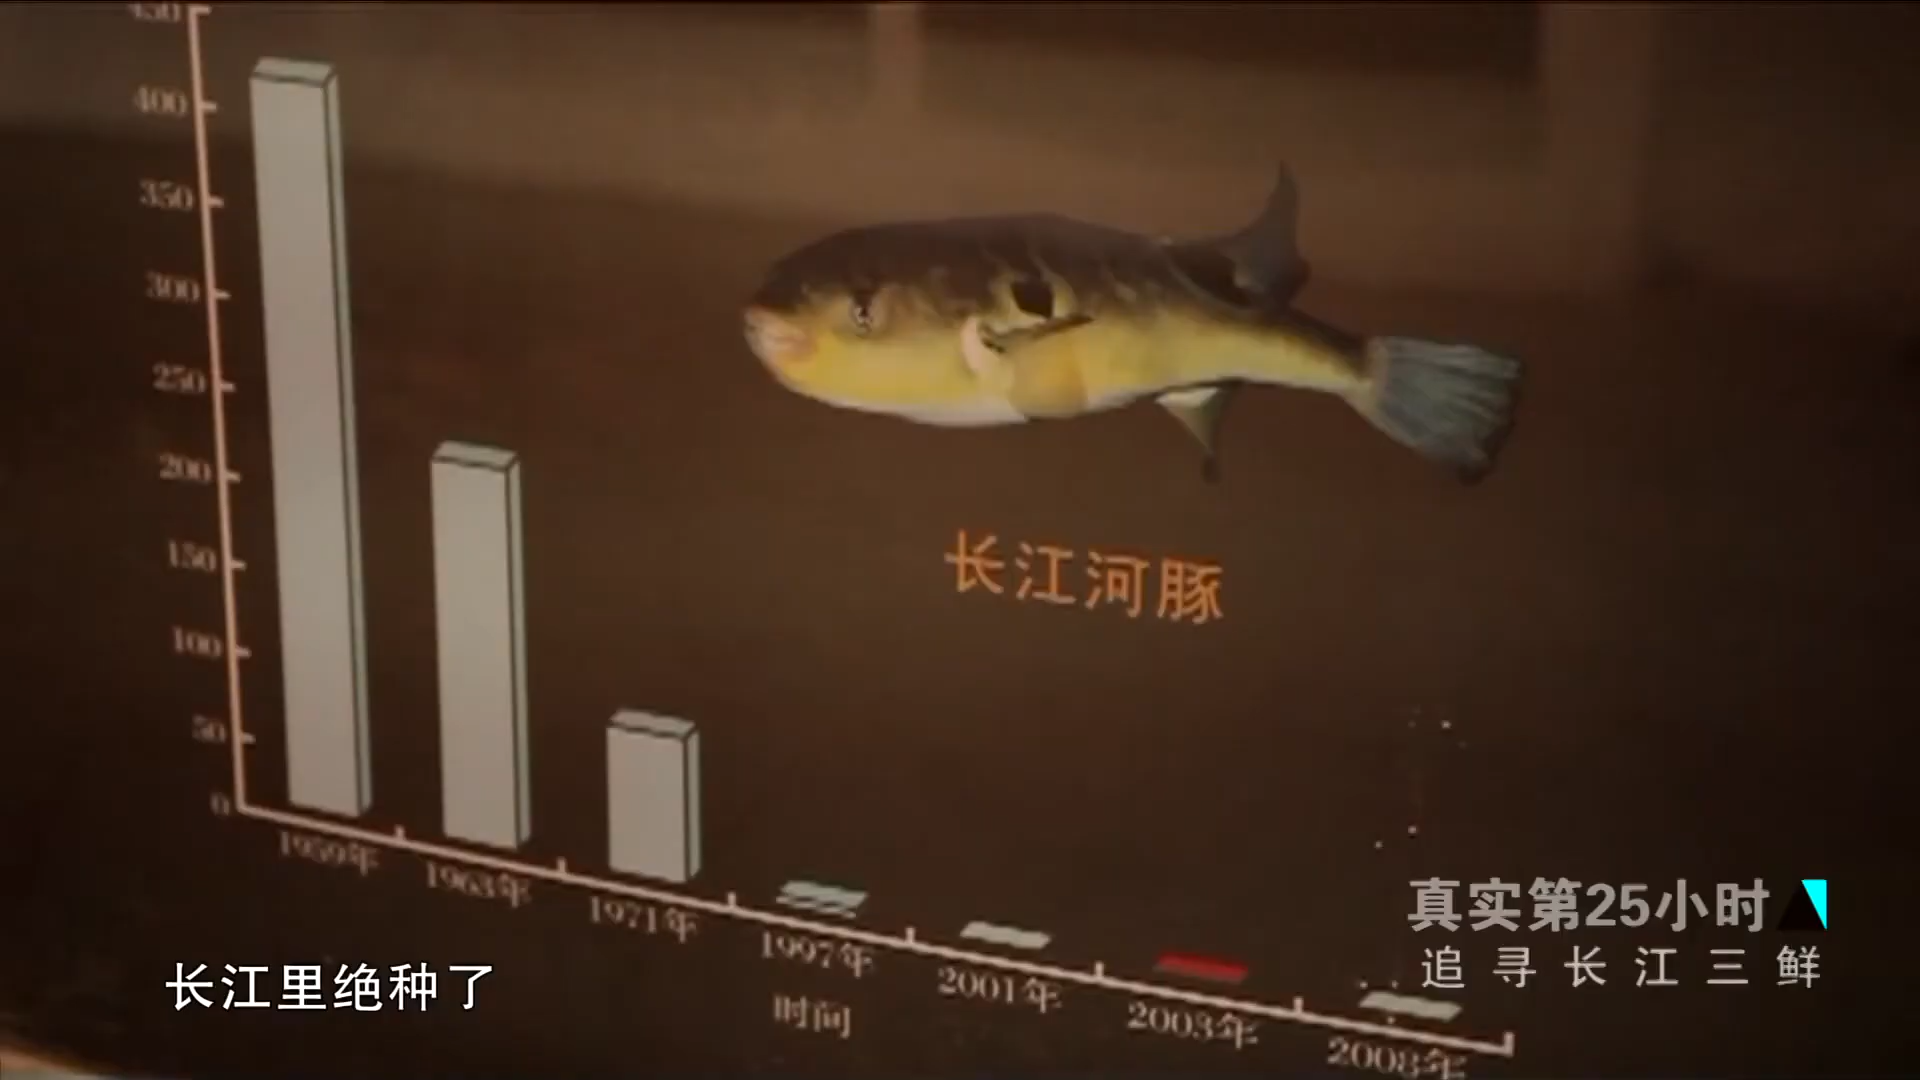 450
400
350
300
250
200
150
100
50
0
长江河豚
1959年
1963年
1971年
1997年
2001年
2003年
2008年
时间
真实第25小时
追寻长江三鲜
长江里绝种了